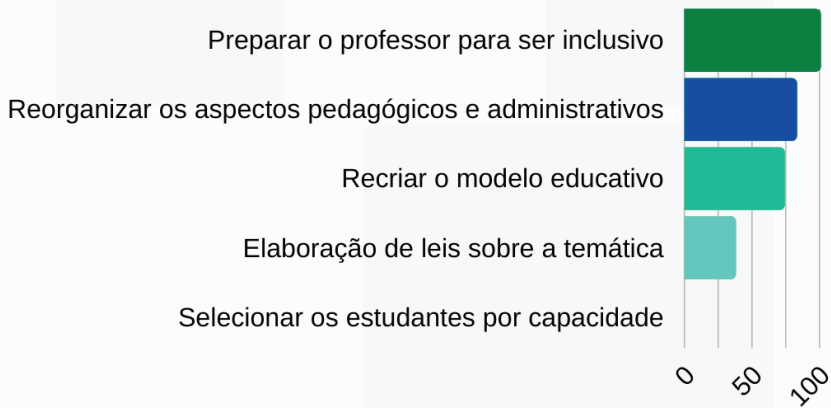 Preparar o professor para ser inclusivo
Reorganizar os aspectos pedagógicos e administrativos
Recriar o modelo educativo
Elaboração de leis sobre a temática
Selecionar os estudantes por capacidade
0
50
100